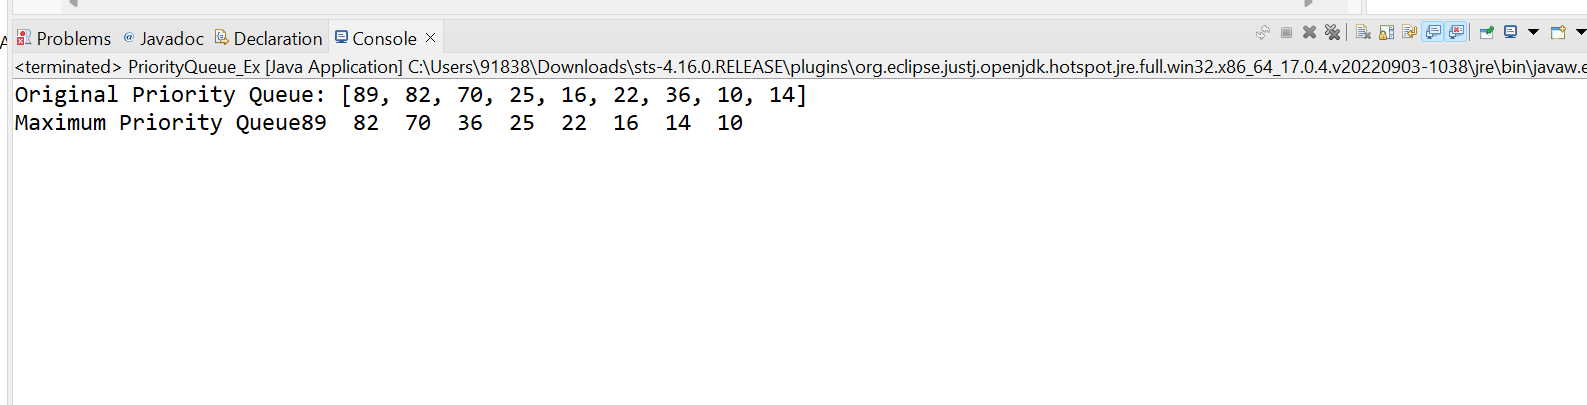 Problems @ Javadoc Declaration Console
<terminated> PriorityQueue_Ex [Java Application] C:\Users\91838\Downloads\sts-4.16.0.RELEASE\plugins\org.eclipse.justj.openjdk.hotspot.jre.full.win32.x86_64_17.0.4.v20220903-1038\jre\bin\javaw.e
Original Priority Queue: [89, 82, 70, 25, 16, 22, 36, 10, 14]
Maximum Priority Queue89  82  70  36  25  22  16  14  10